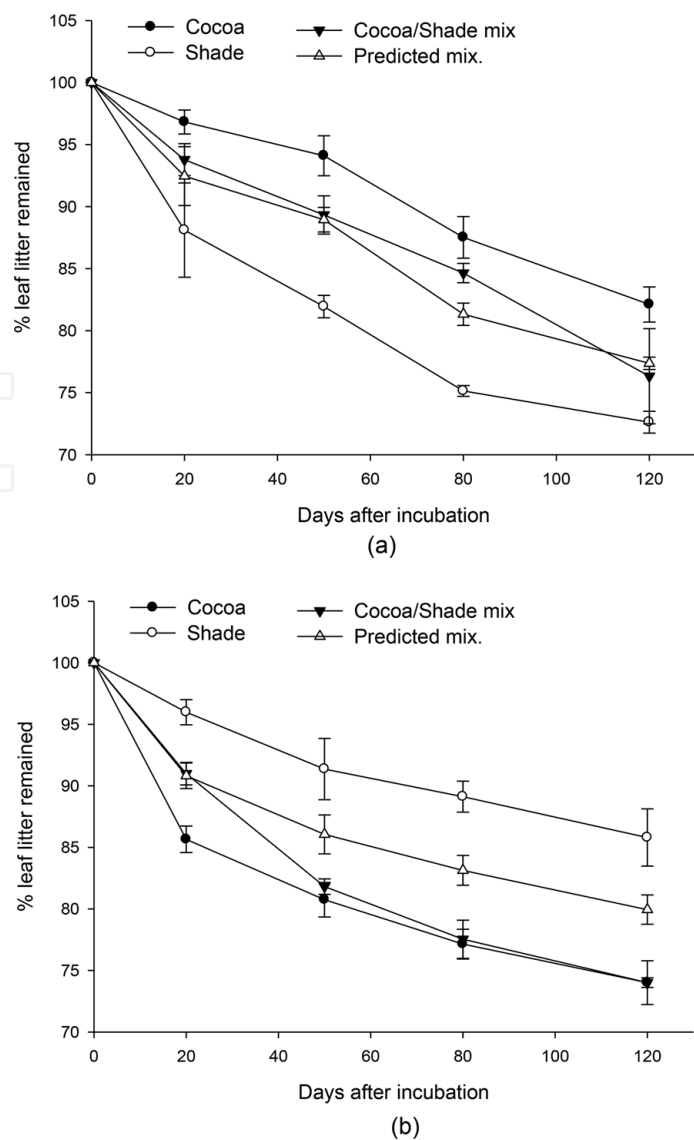 105
100
95
90
85
80
75
70
% leaf litter remained
Cocoa
Shade
Cocoa/Shade mix
Predicted mix.
0 20 40 60 80 100 120
Days after incubation
(a)
105
100
95
90
85
80
75
70
% leaf litter remained
Cocoa
Shade
Cocoa/Shade mix
Predicted mix.
0 20 40 60 80 100 120
Days after incubation
(b)